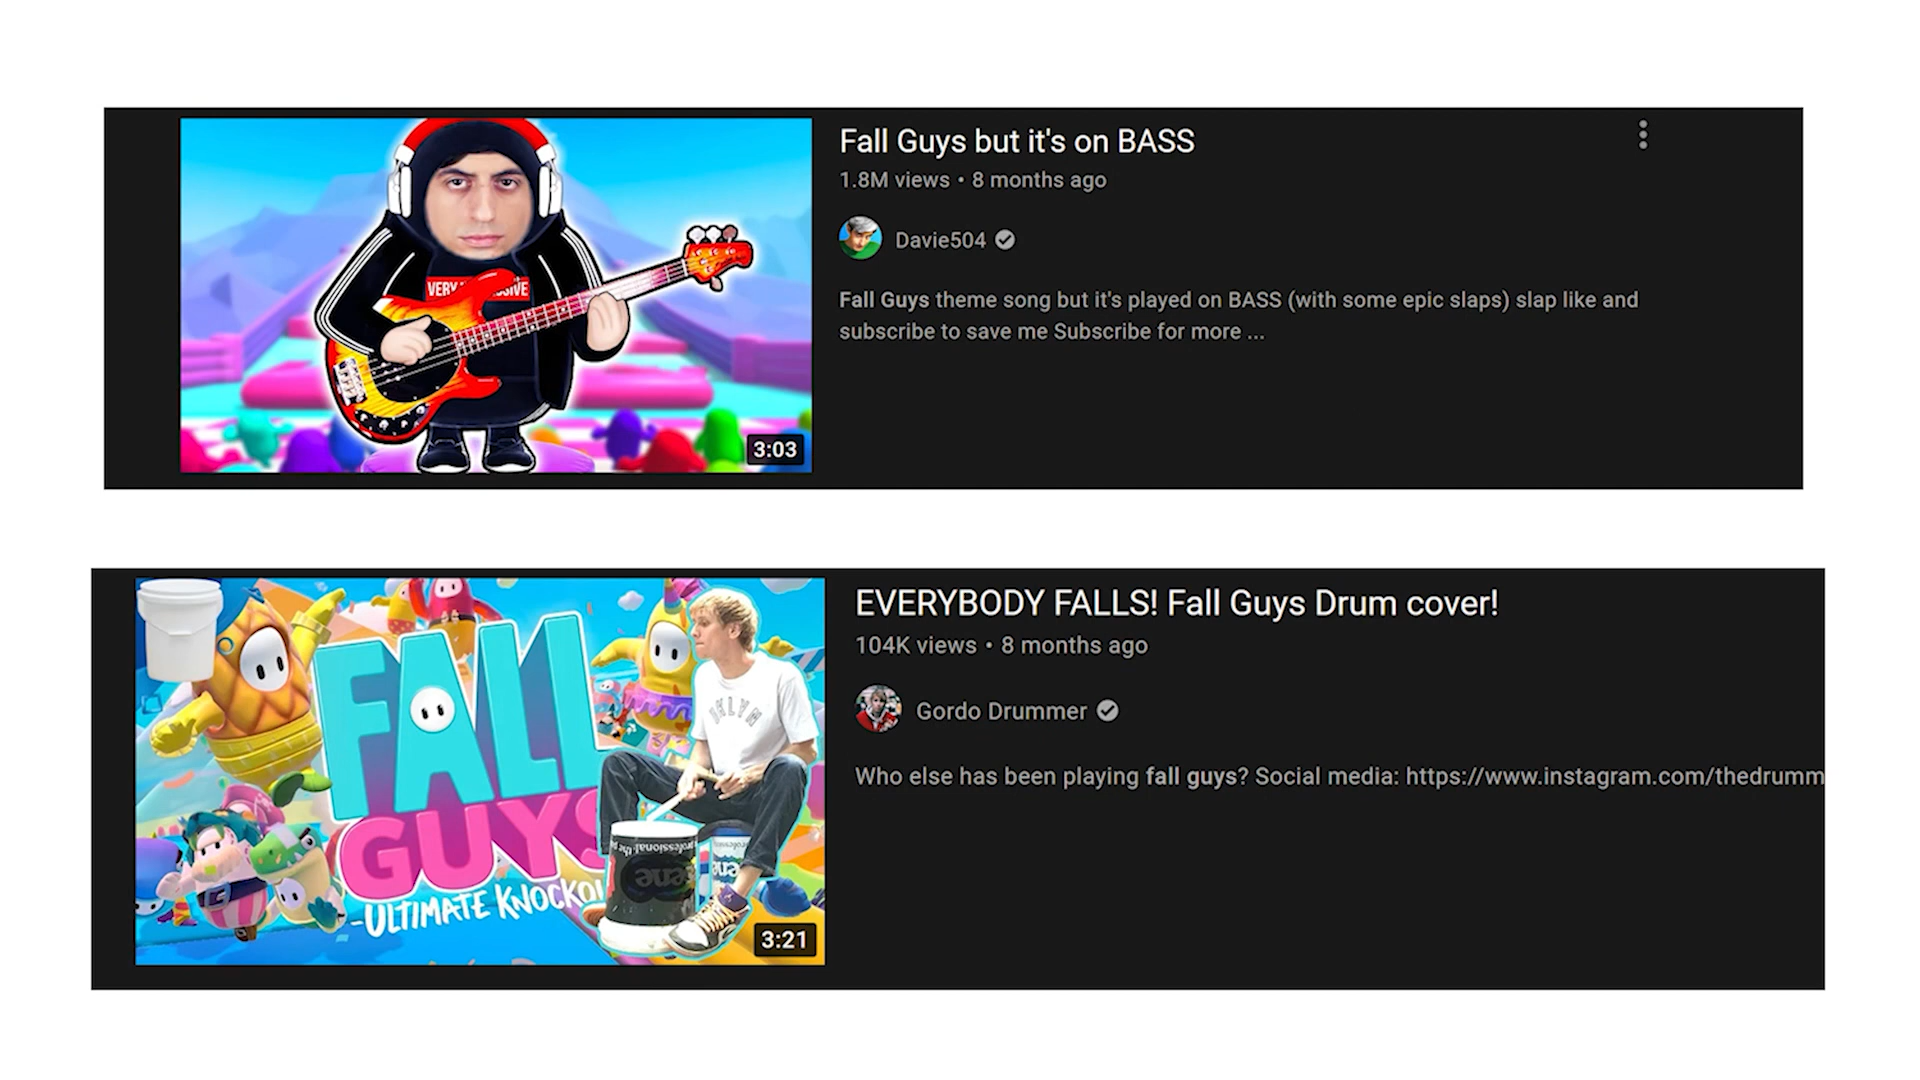 Fall Guys but it's on BASS
1.8M views • 8 months ago
Davie504
Fall Guys theme song but it's played on BASS (with some epic slaps) slap like and
subscribe to save me Subscribe for more ...
VERY
3:03
EVERYBODY FALLS! Fall Guys Drum cover!
104K views • 8 months ago
Gordo Drummer
Who else has been playing fall guys? Social media: https://www.instagram.com/thedrumm
FALL
GUYS
-ULTIMATE KNOCKOU
3:21